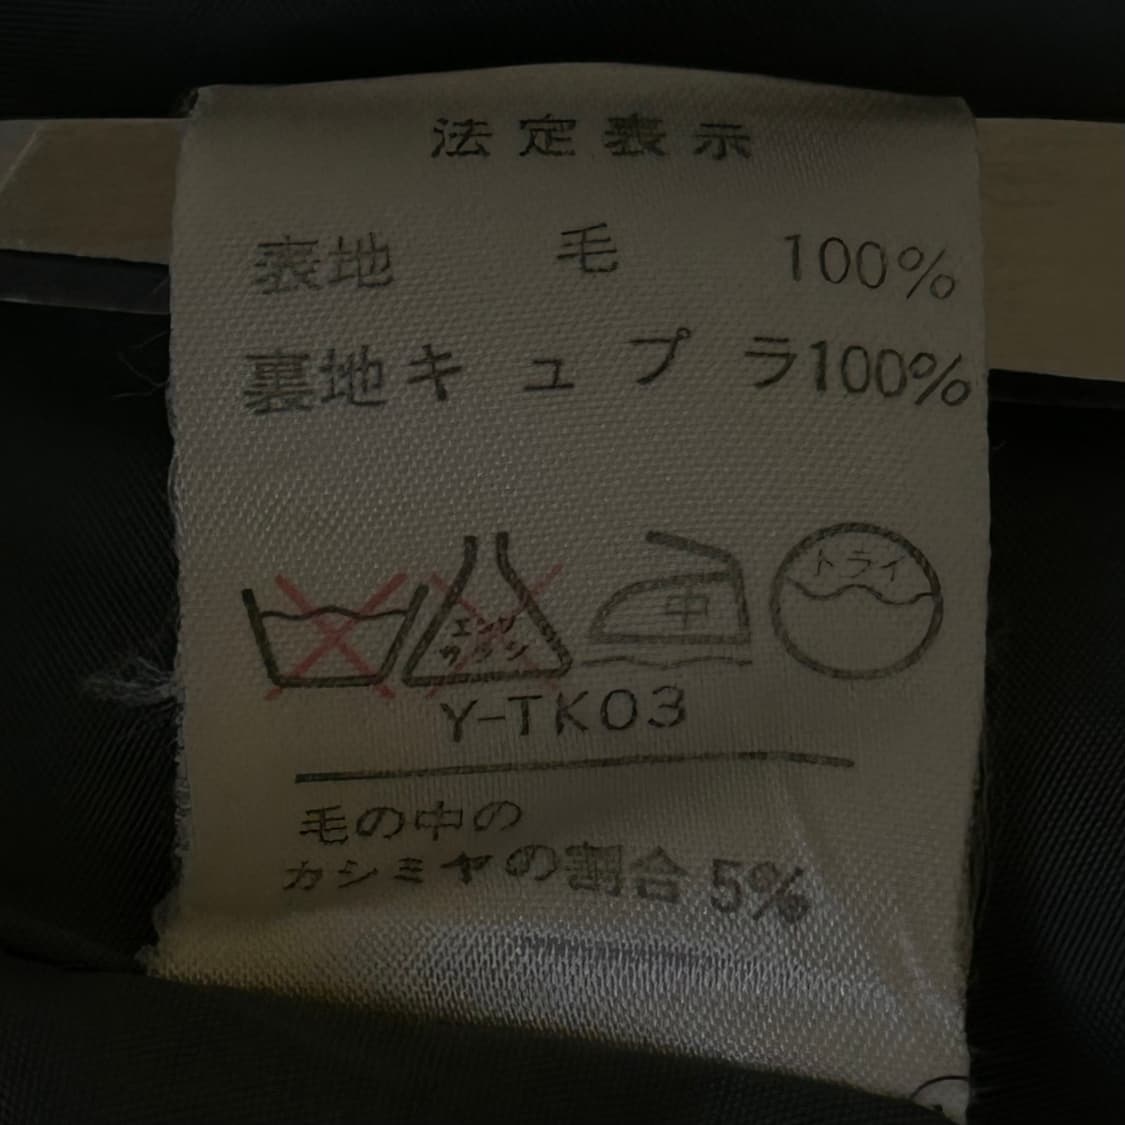 法定表示
表地 毛 100%
裏地キュプラ100%
エンソ
サラシ
中
ドライ
Y-TK03
毛の中の
カシミヤの割合 5%